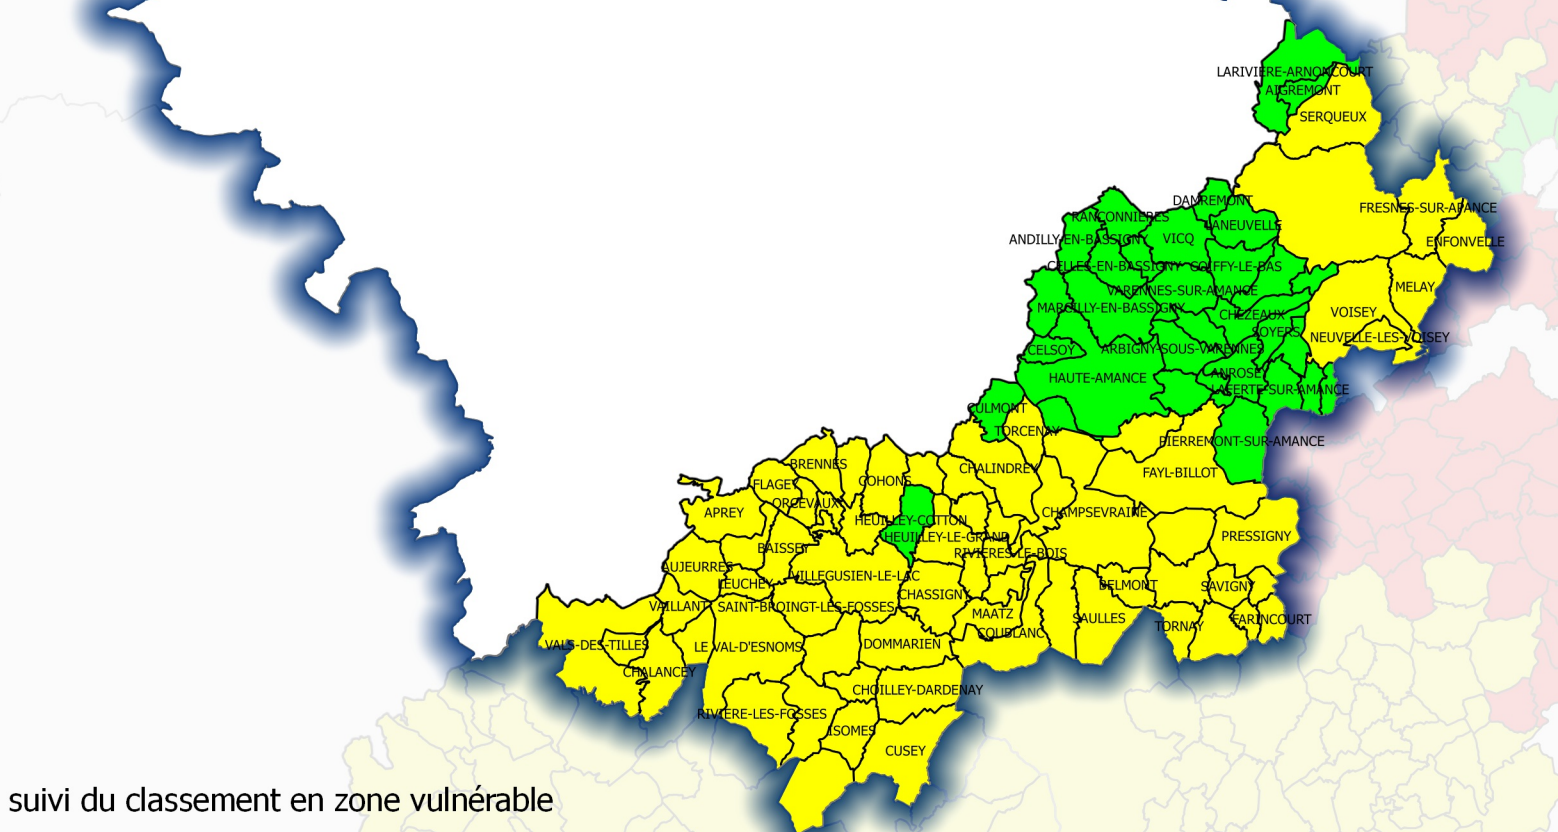 LARIVIERE-ARNONCOURT
AIGREMONT
SERQUEUX
DAMREMONT
FRESNES-SUR-APANCE
RANCONNIERES
LANEUVELLE
ANDILLY-EN-BASSIGNY
VICQ
ENFONVELLE
CELLES-EN-BASSIGNY
COIFFY-LE-BAS
MELAY
VARENNES-SUR-AMANCE
MARCILLY-EN-BASSIGNY
VOISEY
CHEZEAUX
SOYERS
NEUVELLE-LES-VOISEY
CELSOY
ARBIGNY-SOUS-VARENNES
ANROSEY
HAUTE-AMANCE
LAFERTE-SUR-AMANCE
CULMONT
TORCENAY
PIERREMONT-SUR-AMANCE
BRENNES
CHALINDREY
FAYL-BILLOT
COHONS
FLAGEY
ORCEVAUX
APREY
CHAMPSEVRAINE
HEUILLEY-COTTON
HEUILLEY-LE-GRAND
PRESSIGNY
BAISSEY
RIVIERES-LE-BOIS
AUJEURRES
VILLEGUSIEN-LE-LAC
LEUCHEY
BELMONT
SAVIGNY
CHASSIGNY
VAILLANT
SAINT-BROINGT-LES-FOSSES
MAATZ
SAULLES
FARINCOURT
TORNAY
COUBLANC
VALS-DES-TILLES
LE VAL-D'ESNOMS
DOMMARIEN
CHALANCEY
CHOILLEY-DARDENAY
RIVIERE-LES-FOSSES
ISOMES
CUSEY
suivi du classement en zone vulnérable